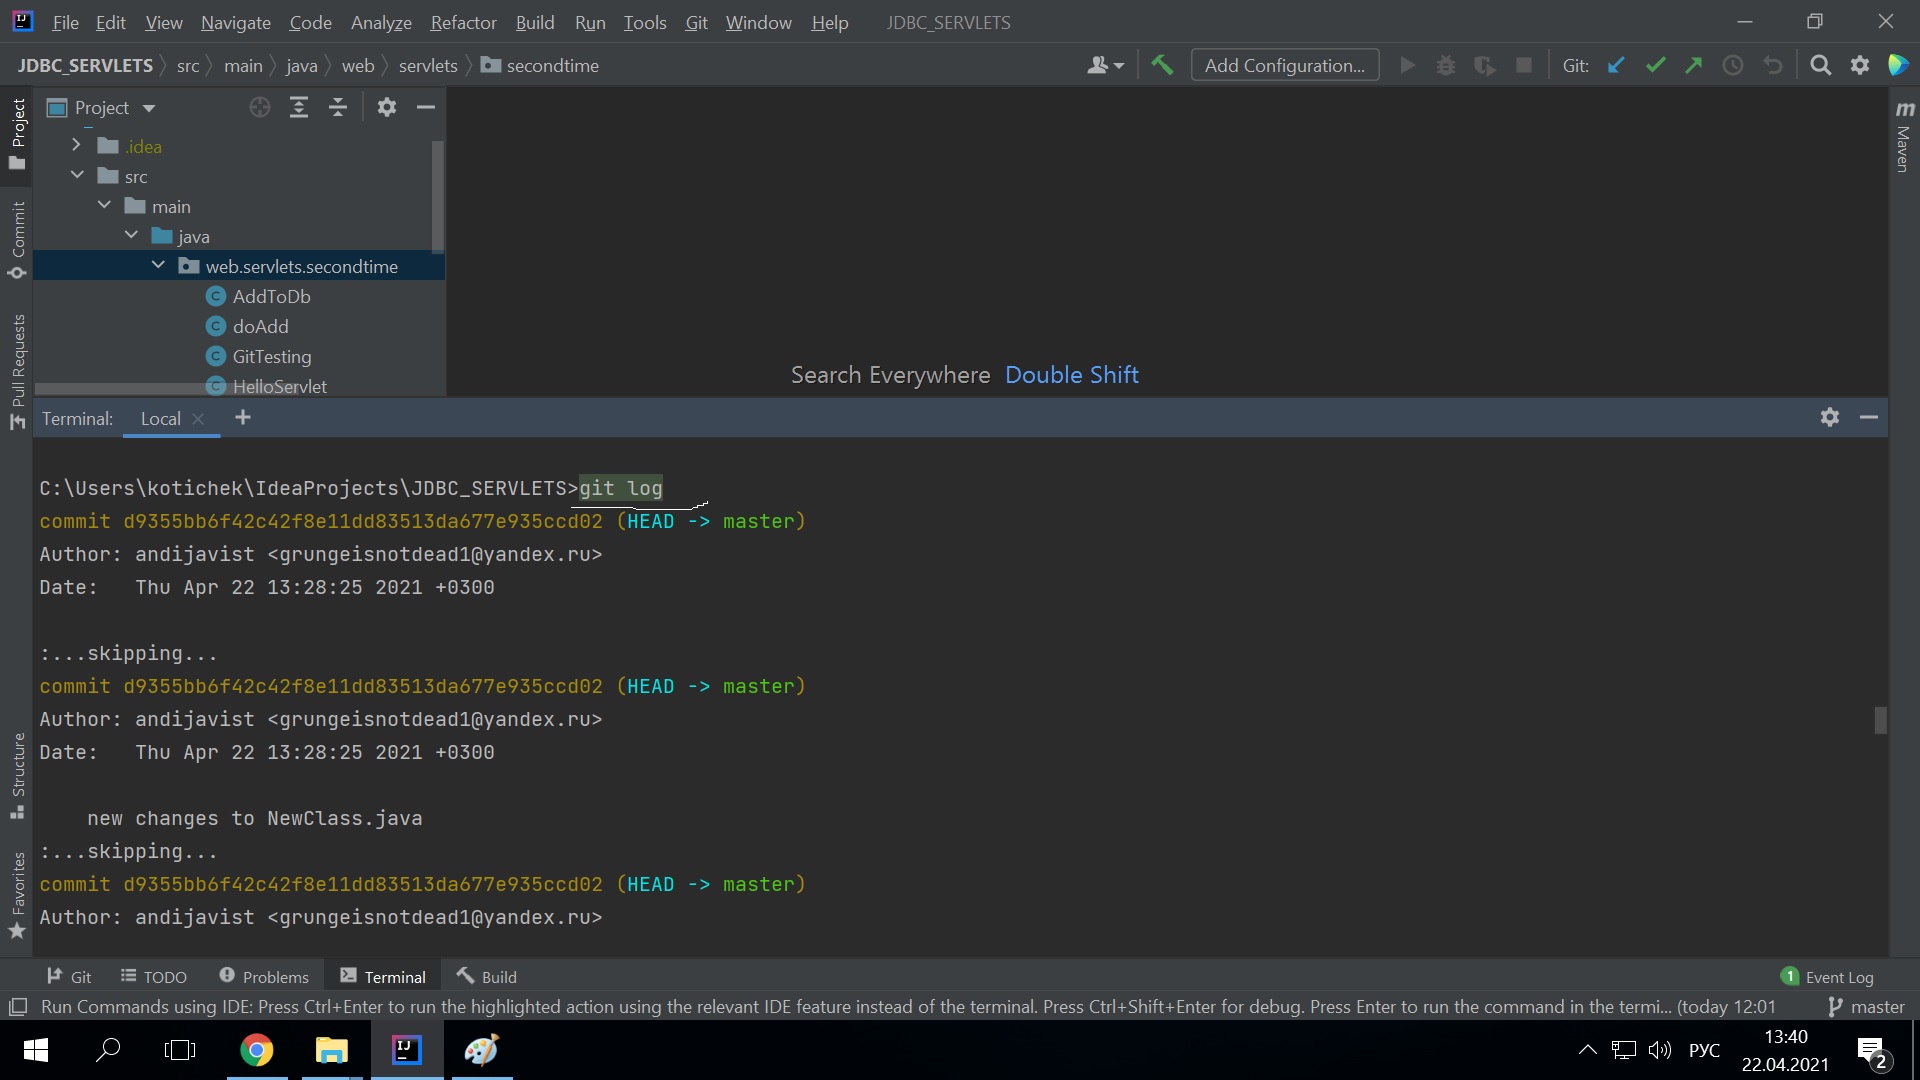 File Edit View Navigate Code Analyze Refactor Build Run Tools Git Window Help JDBC_SERVLETS
JDBC_SERVLETS src main java web servlets secondtime Add Configuration... Git:
Project
.idea
src
main
java
web.servlets.secondtime
AddToDb
doAdd
GitTesting
HelloServlet
Search Everywhere Double Shift
Project
Commit
Pull Requests
Structure
Favorites
Maven
Terminal: Local
C:\Users\kotichek\IdeaProjects\JDBC_SERVLETS>git log
commit d9355bb6f42c42f8e11dd83513da677e935ccd02 (HEAD -> master)
Author: andijavist <grungeisnotdead1@yandex.ru>
Date:   Thu Apr 22 13:28:25 2021 +0300
:...skipping...
commit d9355bb6f42c42f8e11dd83513da677e935ccd02 (HEAD -> master)
Author: andijavist <grungeisnotdead1@yandex.ru>
Date:   Thu Apr 22 13:28:25 2021 +0300
new changes to NewClass.java
:...skipping...
commit d9355bb6f42c42f8e11dd83513da677e935ccd02 (HEAD -> master)
Author: andijavist <grungeisnotdead1@yandex.ru>
Git TODO Problems Terminal Build 1 Event Log
Run Commands using IDE: Press Ctrl+Enter to run the highlighted action using the relevant IDE feature instead of the terminal. Press Ctrl+Shift+Enter for debug. Press Enter to run the command in the termi... (today 12:01 master
РУС 13:40
22.04.2021 2